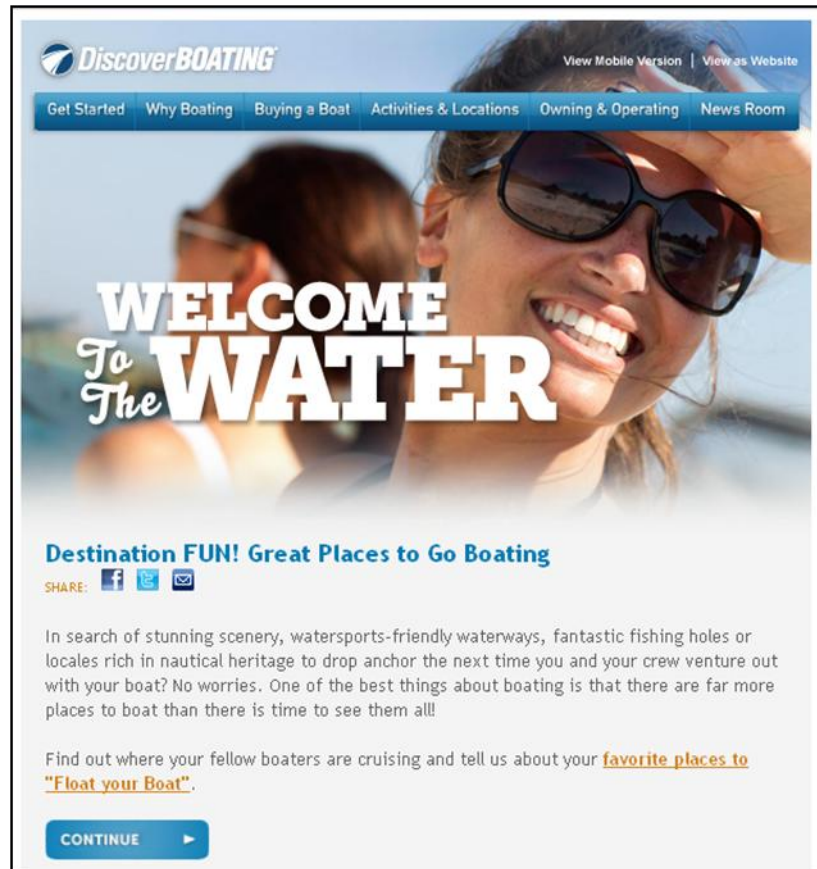 DiscoverBOATING
View Mobile Version | View as Website
Get Started Why Boating Buying a Boat Activities & Locations Owning & Operating News Room
WELCOME
To The WATER
Destination FUN! Great Places to Go Boating
SHARE:
In search of stunning scenery, watersports-friendly waterways, fantastic fishing holes or
locales rich in nautical heritage to drop anchor the next time you and your crew venture out
with your boat? No worries. One of the best things about boating is that there are far more
places to boat than there is time to see them all!
Find out where your fellow boaters are cruising and tell us about your favorite places to
"Float your Boat".
CONTINUE